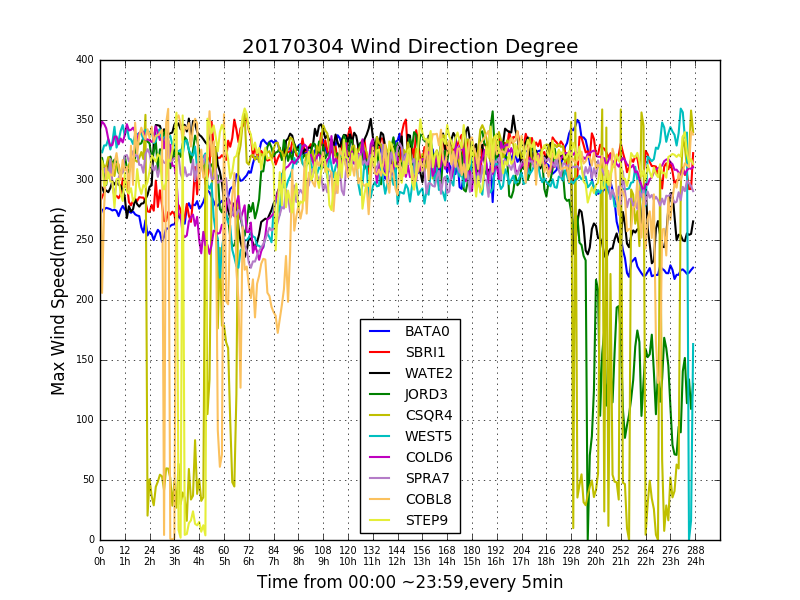 20170304 Wind Direction Degree
400
350
300
250
200
150
100
50
0
Max Wind Speed(mph)
BATA0
SBRI1
WATE2
JORD3
CSQR4
WEST5
COLD6
SPRA7
COBL8
STEP9
0 12 24 36 48 60 72 84 96 108 120 132 144 156 168 180 192 204 216 228 240 252 264 276 288
0h 1h 2h 3h 4h 5h 6h 7h 8h 9h 10h 11h 12h 13h 14h 15h 16h 17h 18h 19h 20h 21h 22h 23h 24h
Time from 00:00 ~23:59,every 5min